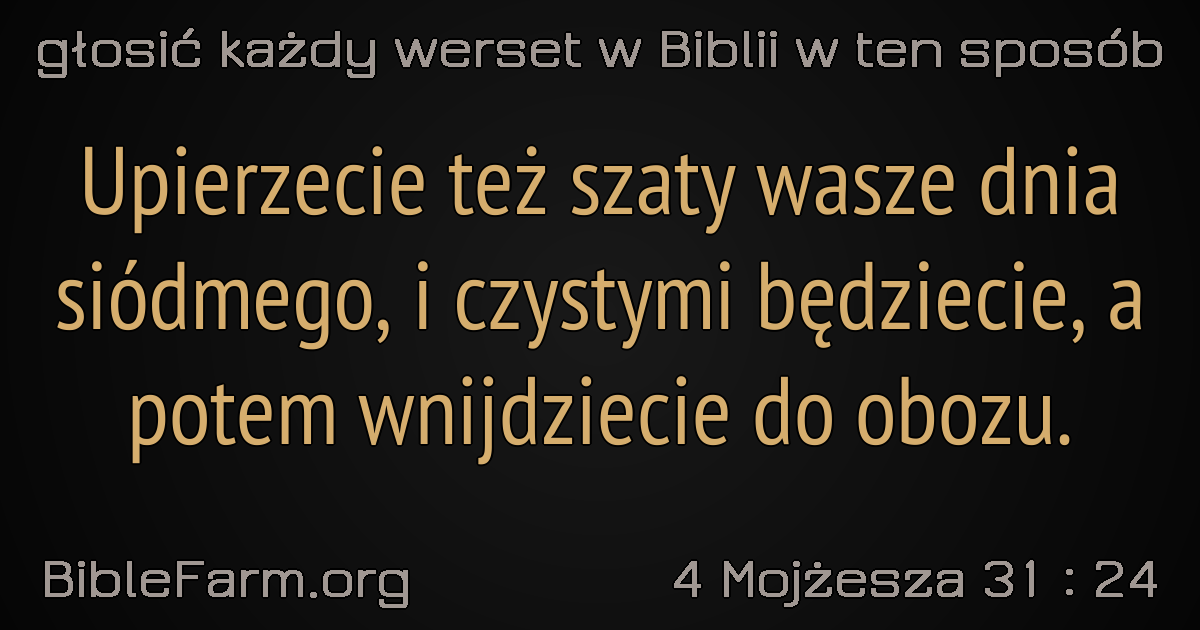 głosić każdy werset w Biblii w ten sposób
Upierzecie też szaty wasze dnia
siódmego, i czystymi będziecie, a
potem wnijdziecie do obozu.
BibleFarm.org
4 Mojżesza 31 : 24